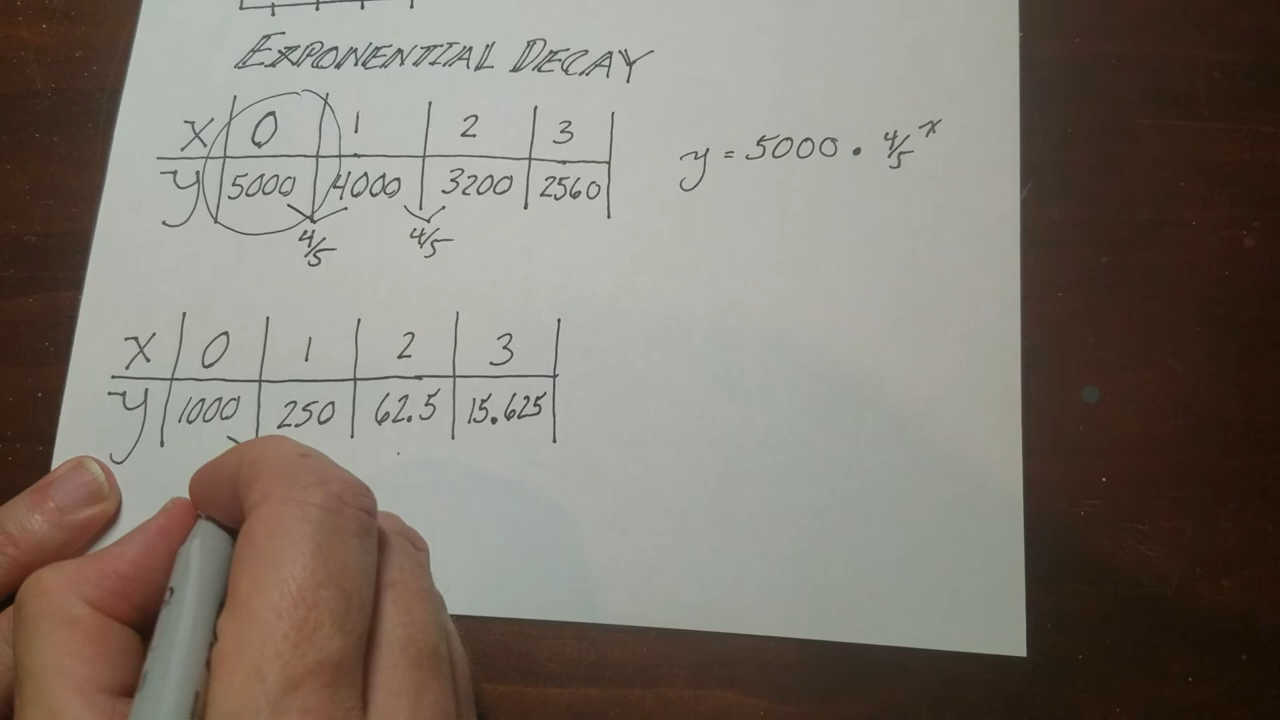 EXPONENTIAL DECAY
X 0 1 2 3
y 5000 4000 3200 2560
4/5 4/5
y = 5000 • 4/5^x
X 0 1 2 3
y 1000 250 62.5 15.625